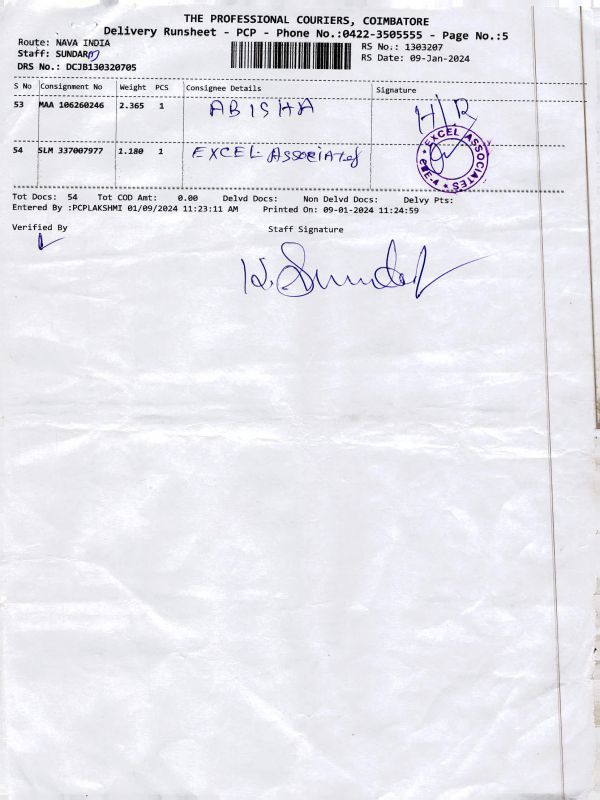 THE PROFESSIONAL COURIERS, COIMBATORE
Delivery Runsheet - PCP - Phone No.:0422-3505555 - Page No.:5
Route: NAVA INDIA
Staff: SUNDAR
DRS No.: DCJB130320705
RS No.: 1303207
RS Date: 09-Jan-2024
S No Consignment No Weight PCS Consignee Details Signature
53 MAA 106260246 2.365 1 ABISHA H/R
54 SLM 337007977 1.180 1 EXCEL Associates
EXCEL ASSOCIATES
Tot Docs: 54 Tot COD Amt: 0.00 Delvd Docs: Non Delvd Docs: Delvy Pts:
Entered By :PCPLAKSHMI 01/09/2024 11:23:11 AM Printed On: 09-01-2024 11:24:59
Verified By Staff Signature
K. Sundar